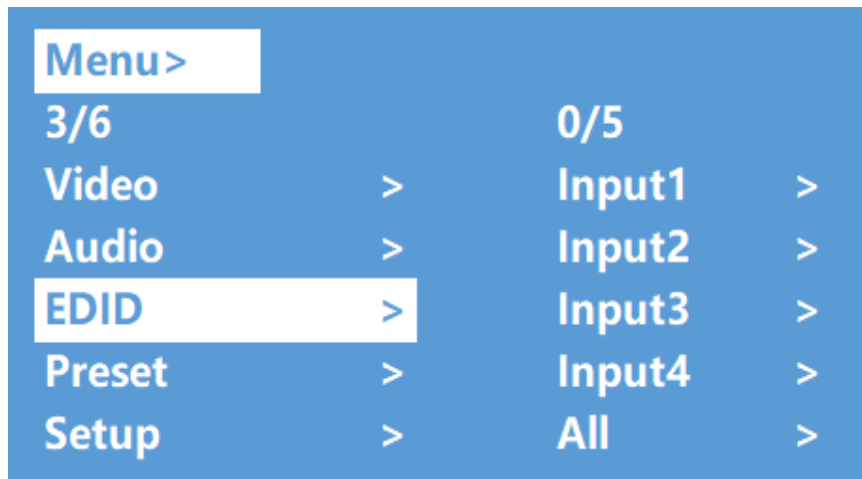 Menu>
3/6 0/5
Video > Input1 >
Audio > Input2 >
EDID > Input3 >
Preset > Input4 >
Setup > All >